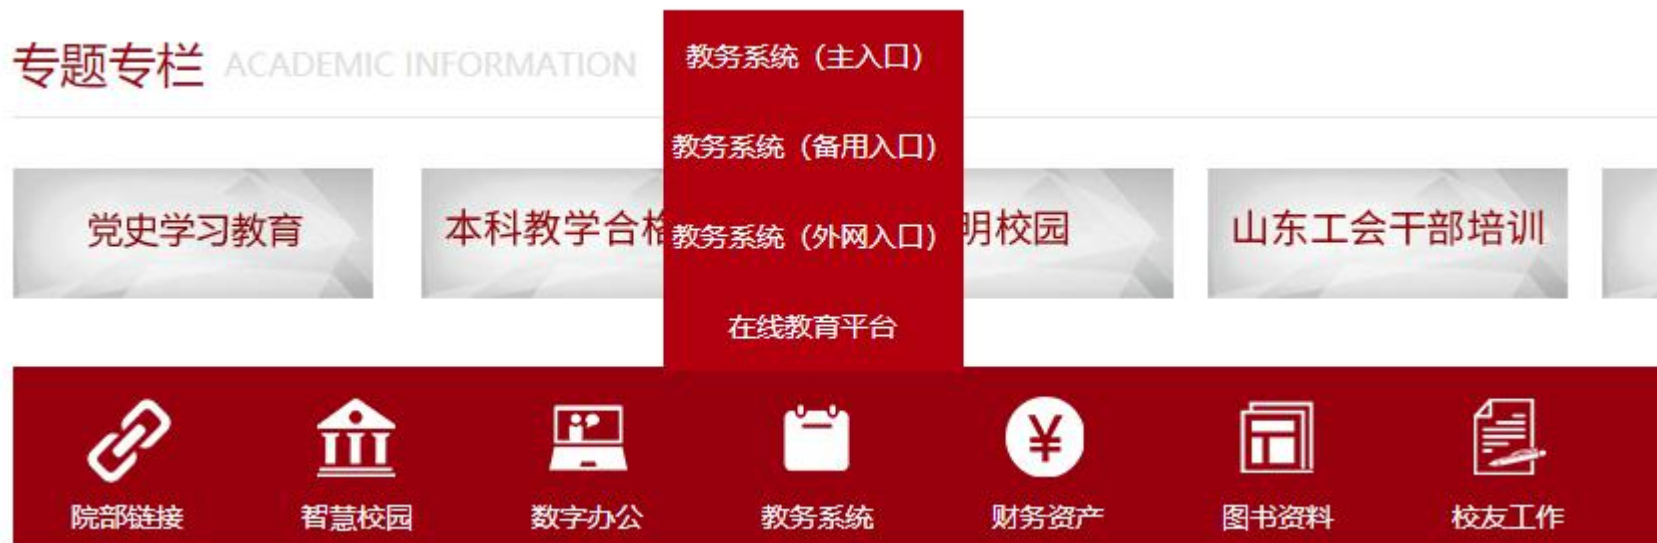 专题专栏 ACADEMIC INFORMATION
教务系统（主入口）
教务系统（备用入口）
教务系统（外网入口）
在线教育平台
党史学习教育
本科教学合格
明校园
山东工会干部培训
院部链接
智慧校园
数字办公
教务系统
财务资产
图书资料
校友工作